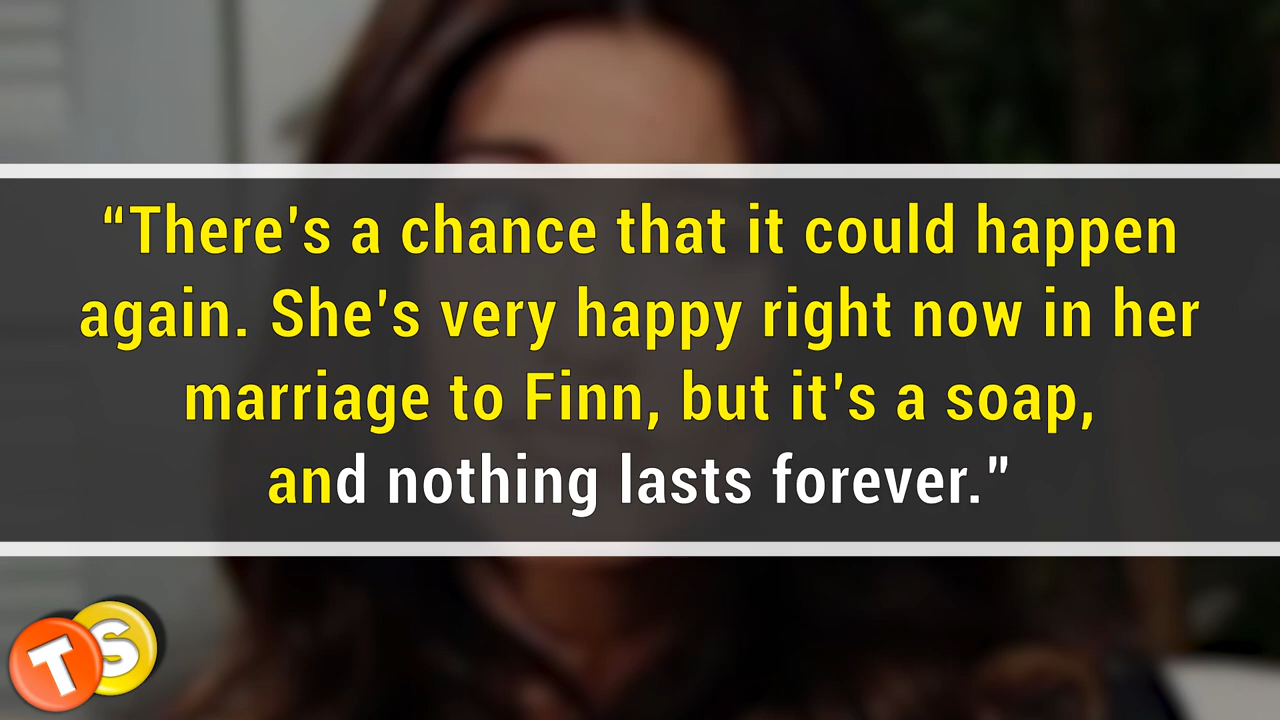 “There’s a chance that it could happen
again. She’s very happy right now in her
marriage to Finn, but it’s a soap,
and nothing lasts forever.”
TS